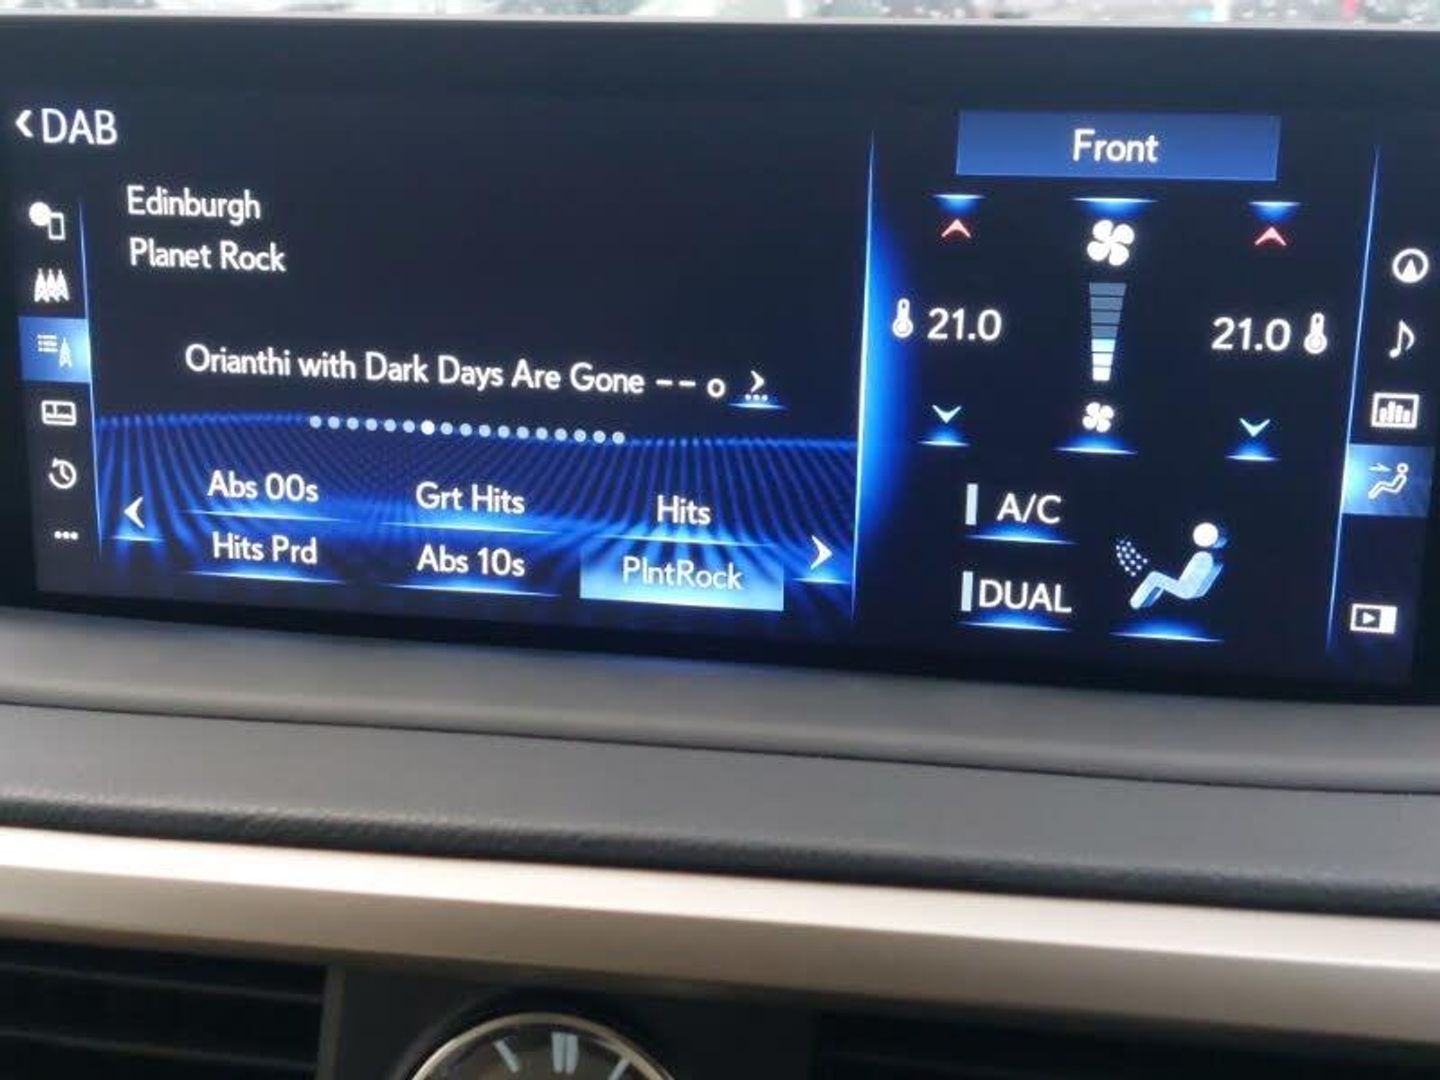 DAB
Edinburgh
Planet Rock
Orianthi with Dark Days Are Gone -- o
Abs 00s
Grt Hits
Hits
Hits Prd
Abs 10s
PlntRock
Front
21.0
21.0
A/C
DUAL